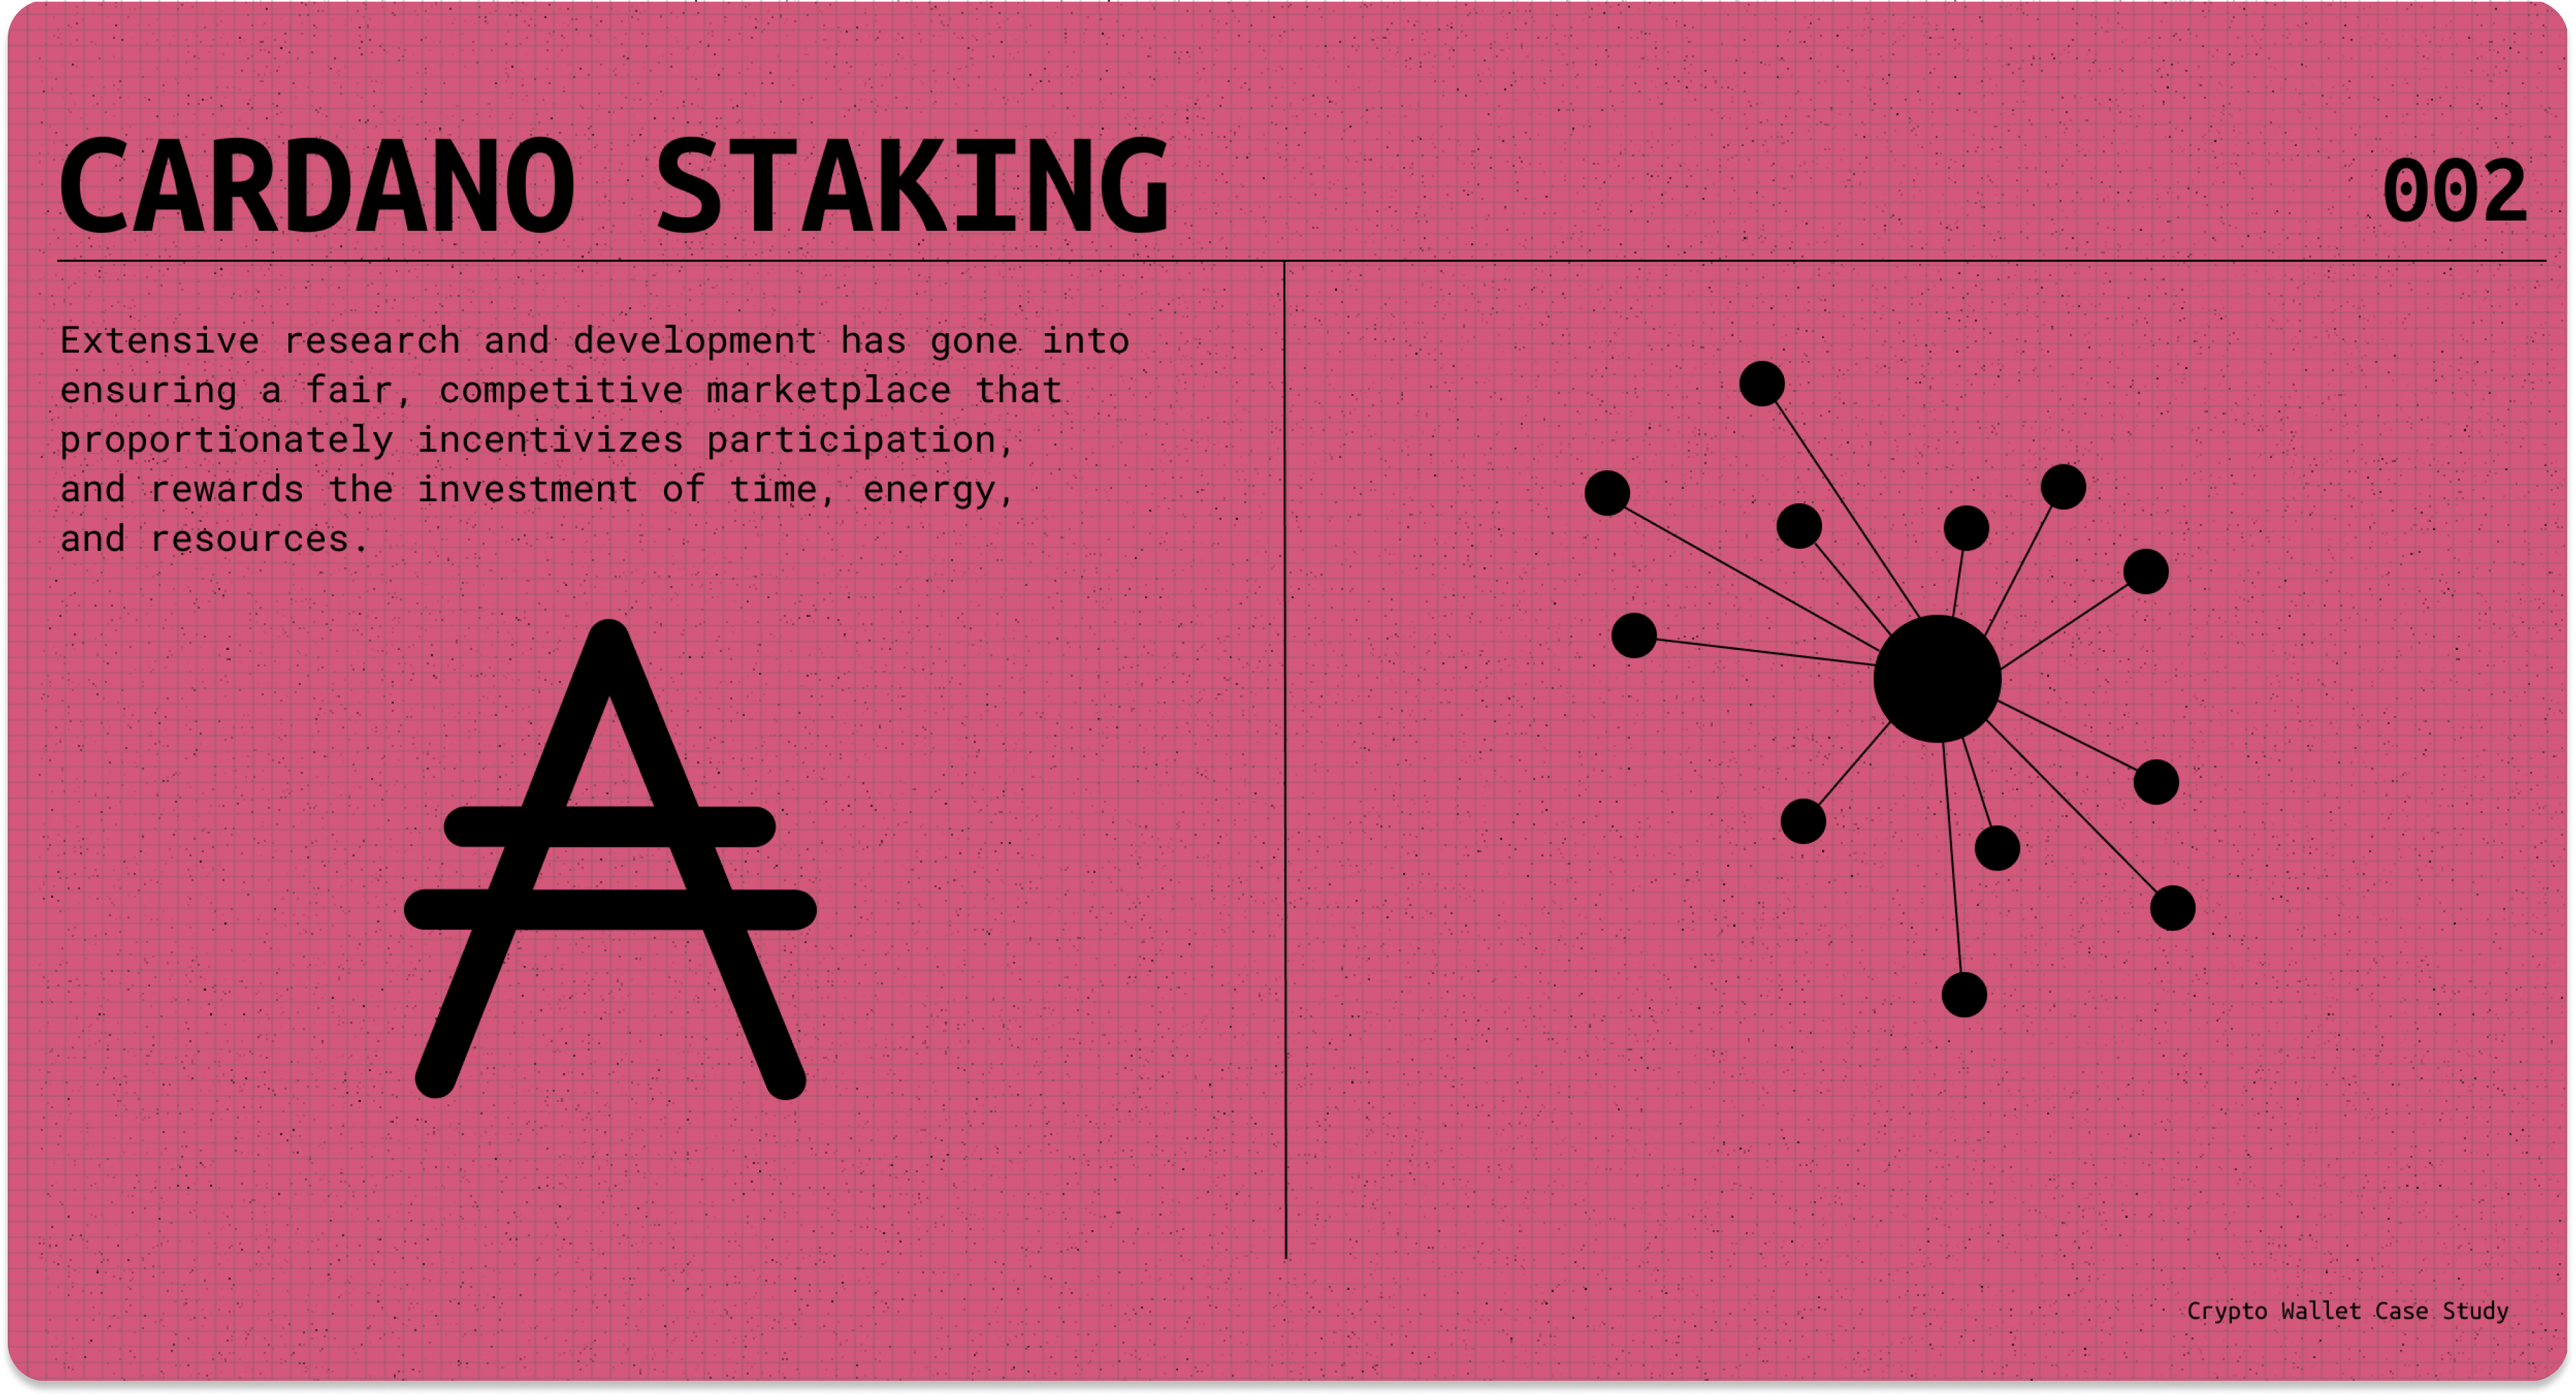 CARDANO STAKING
002
Extensive research and development has gone into
ensuring a fair, competitive marketplace that
proportionately incentivizes participation,
and rewards the investment of time, energy,
and resources.
Crypto Wallet Case Study